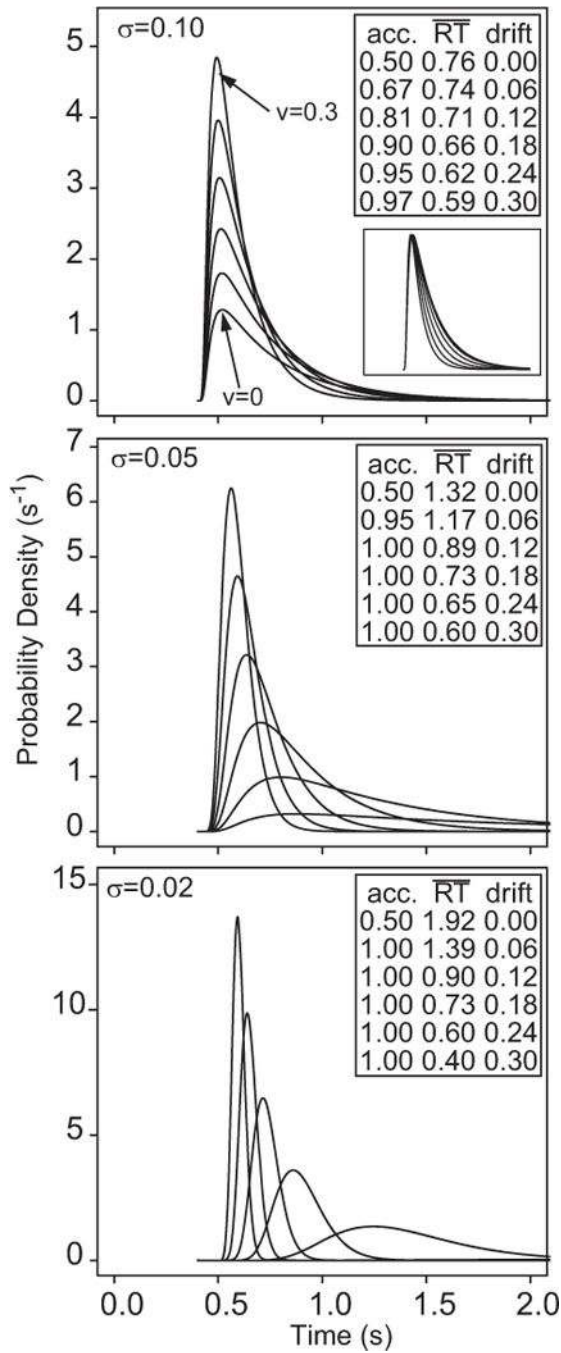 σ=0.10
acc. RT drift
0.50 0.76 0.00
0.67 0.74 0.06
0.81 0.71 0.12
0.90 0.66 0.18
0.95 0.62 0.24
0.97 0.59 0.30
v=0.3
v=0
5
4
3
2
1
0
σ=0.05
acc. RT drift
0.50 1.32 0.00
0.95 1.17 0.06
1.00 0.89 0.12
1.00 0.73 0.18
1.00 0.65 0.24
1.00 0.60 0.30
7
6
5
4
3
2
1
0
Probability Density (s⁻¹)
σ=0.02
acc. RT drift
0.50 1.92 0.00
1.00 1.39 0.06
1.00 0.90 0.12
1.00 0.73 0.18
1.00 0.60 0.24
1.00 0.40 0.30
15
10
5
0
0.0 0.5 1.0 1.5 2.0
Time (s)